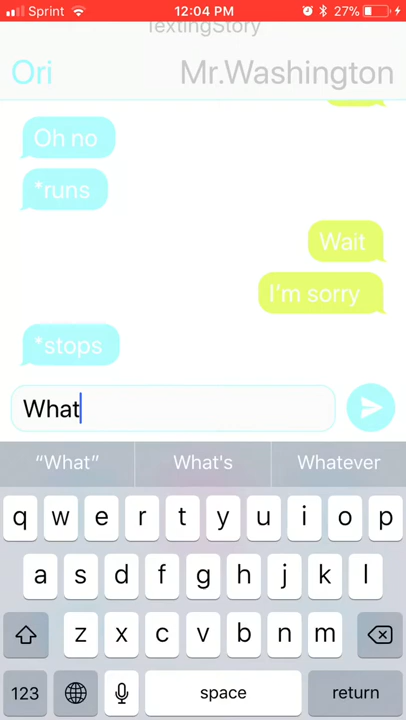 Sprint 12:04 PM 27%
TextingStory
Ori Mr.Washington
Oh no
*runs
Wait
I'm sorry
*stops
What
“What” What's Whatever
q w e r t y u i o p
a s d f g h j k l
z x c v b n m
123 space return